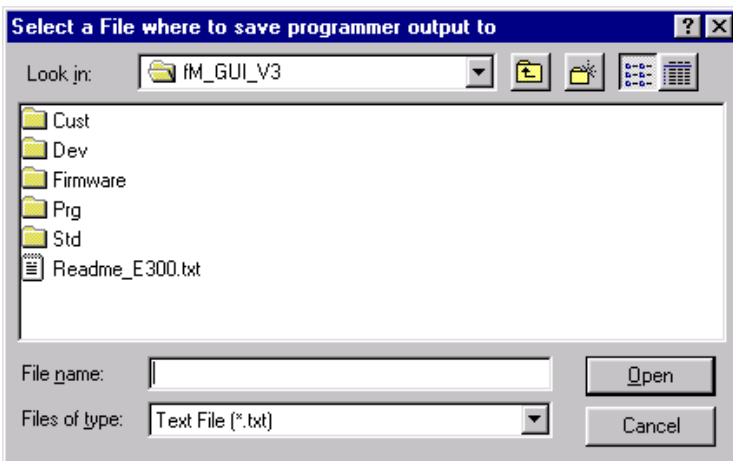 Select a File where to save programmer output to
Look in: fM_GUI_V3
Cust
Dev
Firmware
Prg
Std
Readme_E300.txt
File name: Open
Files of type: Text File (*.txt) Cancel